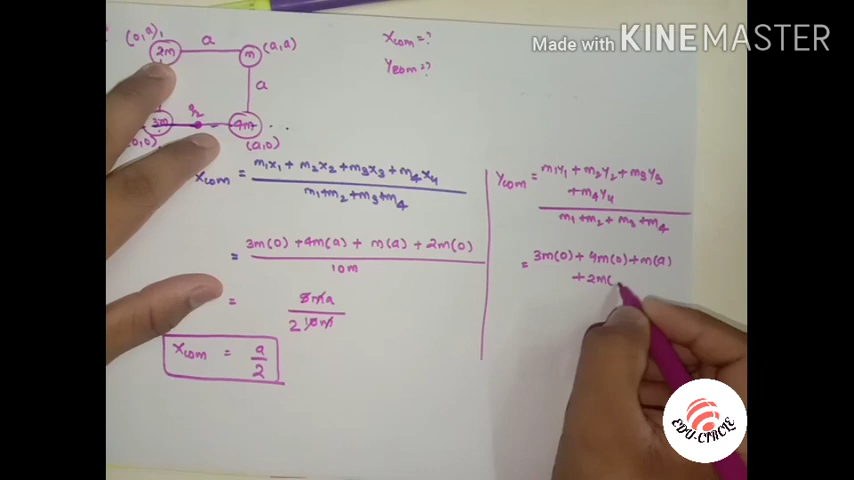 Made with KINEMASTER
(0,a) a (a,a)
2m m
a
3m a/2 4m
(0,0) (a,0)
Xcom = ?
Ycom = ?
Xcom = m₁x₁ + m₂x₂ + m₃x₃ + m₄x₄
m₁+m₂+m₃+m₄
= 3m(0) + 4m(a) + m(a) + 2m(0)
10m
= 5ma
2 10m
Xcom = a
2
Ycom = m₁y₁ + m₂y₂ + m₃y₃
+ m₄y₄
m₁+m₂ + m₃ + m₄
= 3m(0) + 4m(0) + m(a)
+ 2m(
EDU-CIRCLE